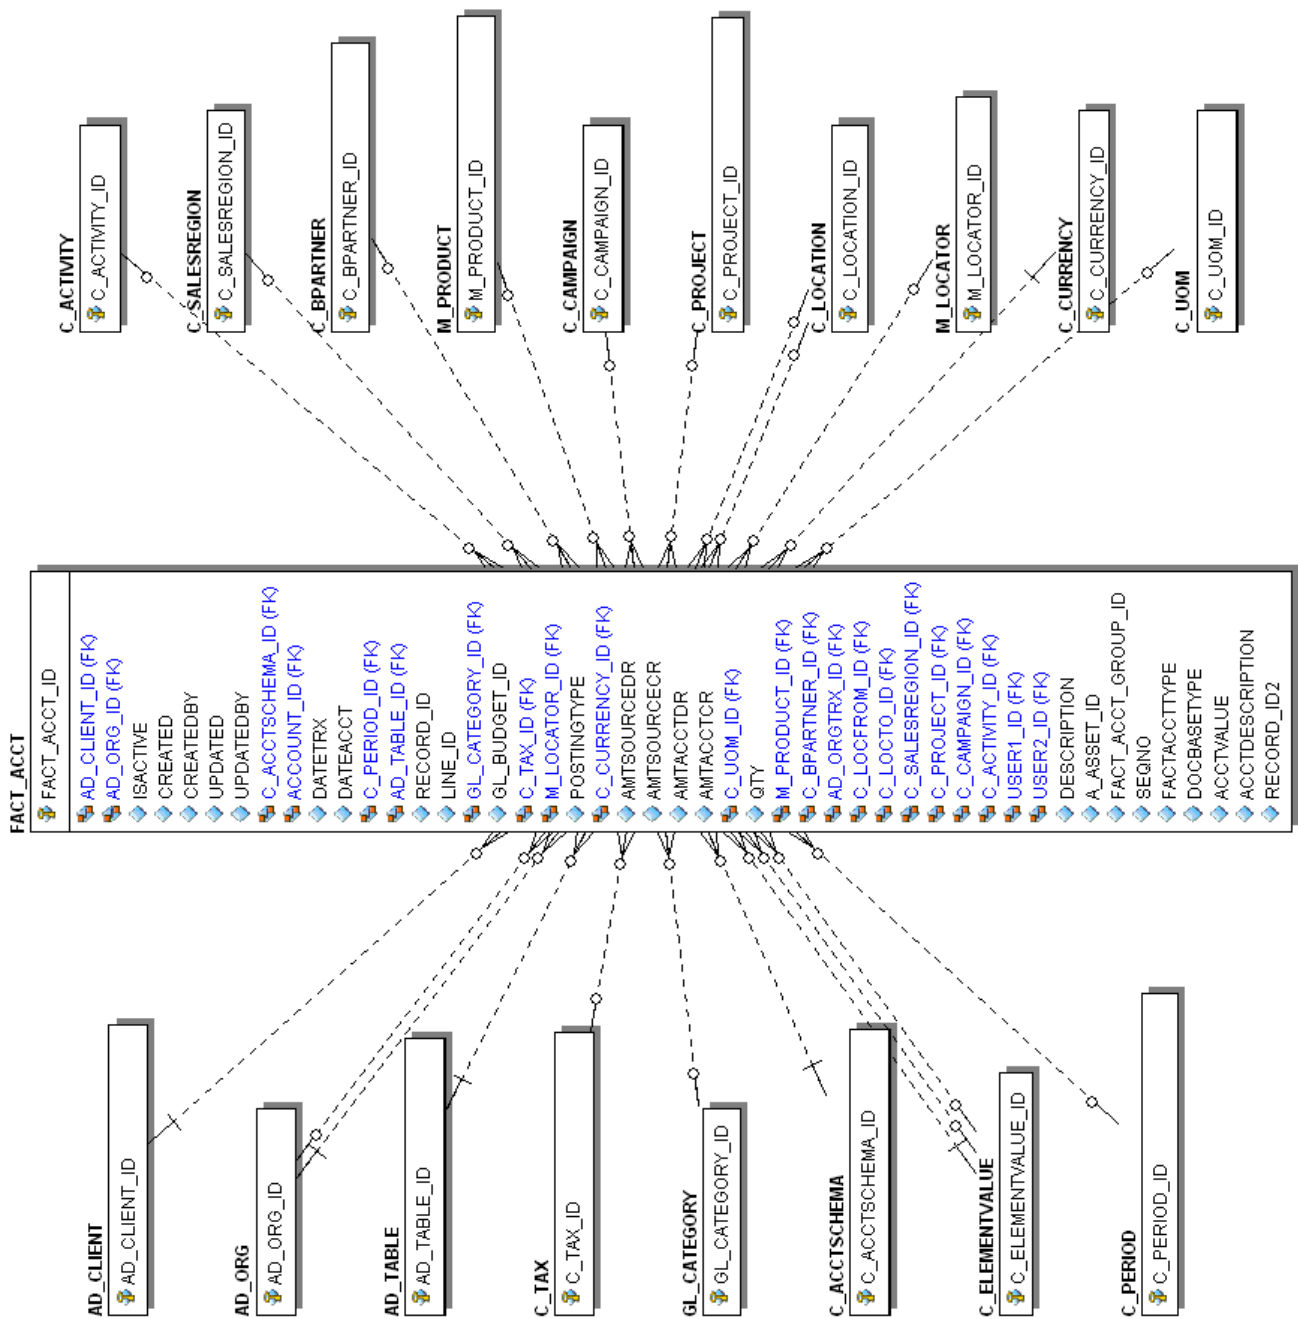 C_ACTIVITY
C_ACTIVITY_ID
C_SALESREGION
C_SALESREGION_ID
C_BPARTNER
C_BPARTNER_ID
M_PRODUCT
M_PRODUCT_ID
C_CAMPAIGN
C_CAMPAIGN_ID
C_PROJECT
C_PROJECT_ID
C_LOCATION
C_LOCATION_ID
M_LOCATOR
M_LOCATOR_ID
C_CURRENCY
C_CURRENCY_ID
C_UOM
C_UOM_ID
FACT_ACCT
FACT_ACCT_ID
AD_CLIENT_ID (FK)
AD_ORG_ID (FK)
ISACTIVE
CREATED
CREATEDBY
UPDATED
UPDATEDBY
C_ACCTSCHEMA_ID (FK)
ACCOUNT_ID (FK)
DATETRX
DATEACCT
C_PERIOD_ID (FK)
AD_TABLE_ID (FK)
RECORD_ID
LINE_ID
GL_CATEGORY_ID (FK)
GL_BUDGET_ID
C_TAX_ID (FK)
M_LOCATOR_ID (FK)
POSTINGTYPE
C_CURRENCY_ID (FK)
AMTSOURCEDR
AMTSOURCECR
AMTACCTDR
AMTACCTCR
C_UOM_ID (FK)
QTY
M_PRODUCT_ID (FK)
C_BPARTNER_ID (FK)
AD_ORGTRX_ID (FK)
C_LOCFROM_ID (FK)
C_LOCTO_ID (FK)
C_SALESREGION_ID (FK)
C_PROJECT_ID (FK)
C_CAMPAIGN_ID (FK)
C_ACTIVITY_ID (FK)
USER1_ID (FK)
USER2_ID (FK)
DESCRIPTION
A_ASSET_ID
FACT_ACCT_GROUP_ID
SEQNO
FACTACCTTYPE
DOCBASETYPE
ACCTVALUE
ACCTDESCRIPTION
RECORD_ID2
AD_CLIENT
AD_CLIENT_ID
AD_ORG
AD_ORG_ID
AD_TABLE
AD_TABLE_ID
C_TAX
C_TAX_ID
GL_CATEGORY
GL_CATEGORY_ID
C_ACCTSCHEMA
C_ACCTSCHEMA_ID
C_ELEMENTVALUE
C_ELEMENTVALUE_ID
C_PERIOD
C_PERIOD_ID